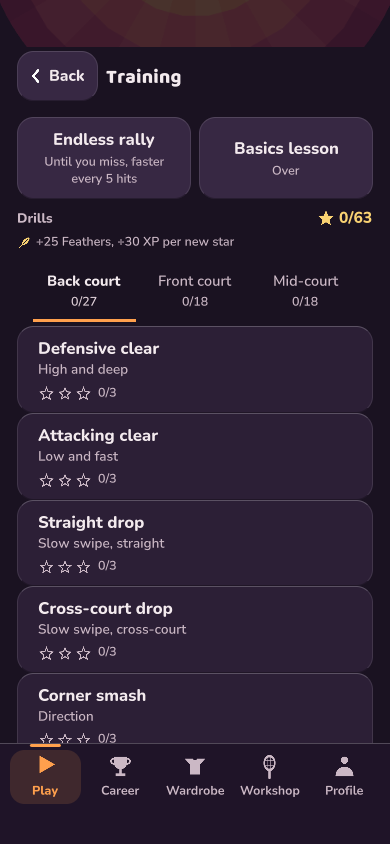 Back
Training
Endless rally
Until you miss, faster
every 5 hits
Basics lesson
Over
Drills
0/63
+25 Feathers, +30 XP per new star
Back court
0/27
Front court
0/18
Mid-court
0/18
Defensive clear
High and deep
0/3
Attacking clear
Low and fast
0/3
Straight drop
Slow swipe, straight
0/3
Cross-court drop
Slow swipe, cross-court
0/3
Corner smash
Direction
0/3
Play
Career
Wardrobe
Workshop
Profile